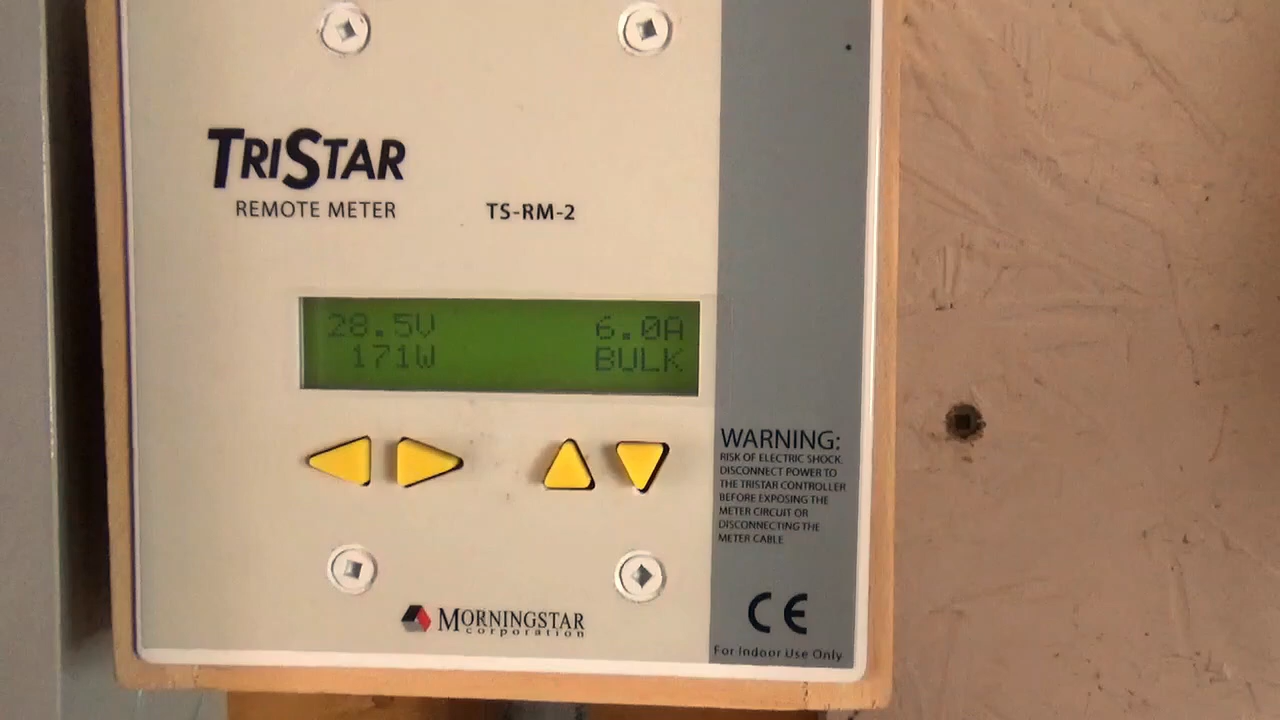 TRISTAR
REMOTE METER
TS-RM-2
28.5V 6.0A
171W BULK
WARNING:
RISK OF ELECTRIC SHOCK.
DISCONNECT POWER TO
THE TRISTAR CONTROLLER
BEFORE EXPOSING THE
METER CIRCUIT OR
DISCONNECTING THE
METER CABLE
MORNINGSTAR
corporation
CE
For Indoor Use Only